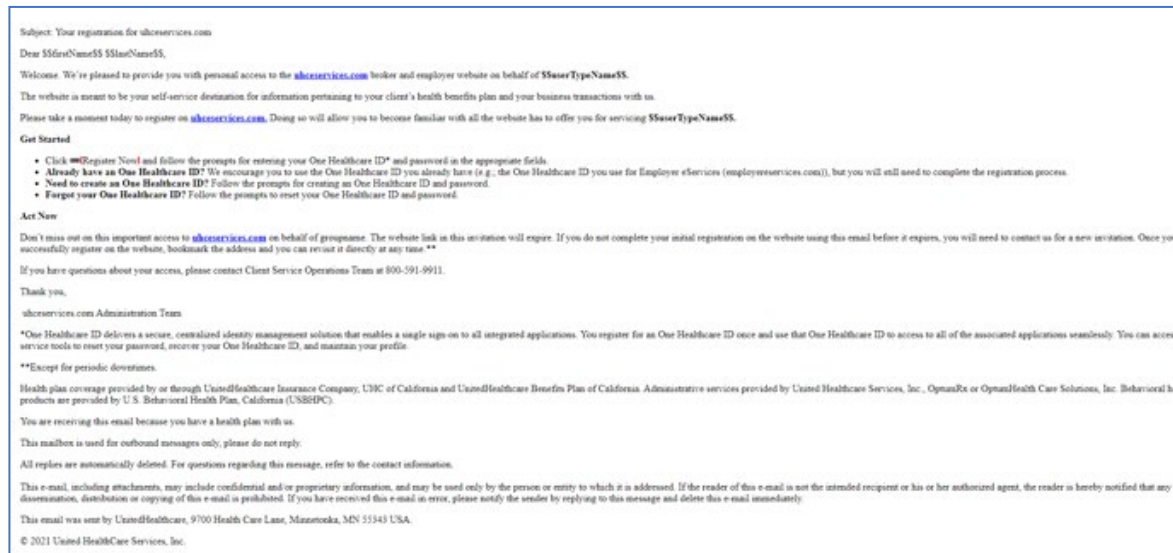 Subject: Your registration for uhceservices.com
Dear $$firstName$$ $$lastName$$,
Welcome. We're pleased to provide you with personal access to the uhceservices.com broker and employer website on behalf of $$userTypeName$$.
The website is meant to be your self-service destination for information pertaining to your client's health benefits plan and your business transactions with us.
Please take a moment today to register on uhceservices.com. Doing so will allow you to become familiar with all the website has to offer you for servicing $$userTypeName$$.
Get Started
• Click Register Now! and follow the prompts for entering your One Healthcare ID* and password in the appropriate fields.
• Already have an One Healthcare ID? We encourage you to use the One Healthcare ID you already have (e.g., the One Healthcare ID you use for Employer eServices (employereservices.com)), but you will still need to complete the registration process.
• Need to create an One Healthcare ID? Follow the prompts for creating an One Healthcare ID and password.
• Forgot your One Healthcare ID? Follow the prompts to reset your One Healthcare ID and password.
Act Now
Don't miss out on this important access to uhceservices.com on behalf of groupname. The website link in this invitation will expire. If you do not complete your initial registration on the website using this email before it expires, you will need to contact us for a new invitation. Once
successfully register on the website, bookmark the address and you can revisit it directly at any time.**
If you have questions about your access, please contact Client Service Operations Team at 800-591-9911.
Thank you,
uhceservices.com Administration Team
*One Healthcare ID delivers a secure, centralized identity management solution that enables a single sign-on to all integrated applications. You register for an One Healthcare ID once and use that One Healthcare ID to access to all of the associated applications seamlessly. You can
service tools to reset your password, recover your One Healthcare ID, and maintain your profile.
**Except for periodic downtimes.
Health plan coverage provided by or through UnitedHealthcare Insurance Company, UHC of California and UnitedHealthcare Benefits Plan of California. Administrative services provided by United Healthcare Services, Inc., OptumRx or OptumHealth Care Solutions, Inc. Behavioral
products are provided by U.S. Behavioral Health Plan, California (USBHPC).
You are receiving this email because you have a health plan with us.
This mailbox is used for outbound messages only, please do not reply.
All replies are automatically deleted. For questions regarding this message, refer to the contact information.
This e-mail, including attachments, may include confidential and/or proprietary information, and may be used only by the person or entity to which it is addressed. If the reader of this e-mail is not the intended recipient or his or her authorized agent, the reader is hereby notified that any
dissemination, distribution or copying of this e-mail is prohibited. If you have received this e-mail in error, please notify the sender by replying to this message and delete this e-mail immediately.
This email was sent by UnitedHealthcare, 9700 Health Care Lane, Minnetonka, MN 55343 USA.
© 2021 United HealthCare Services, Inc.